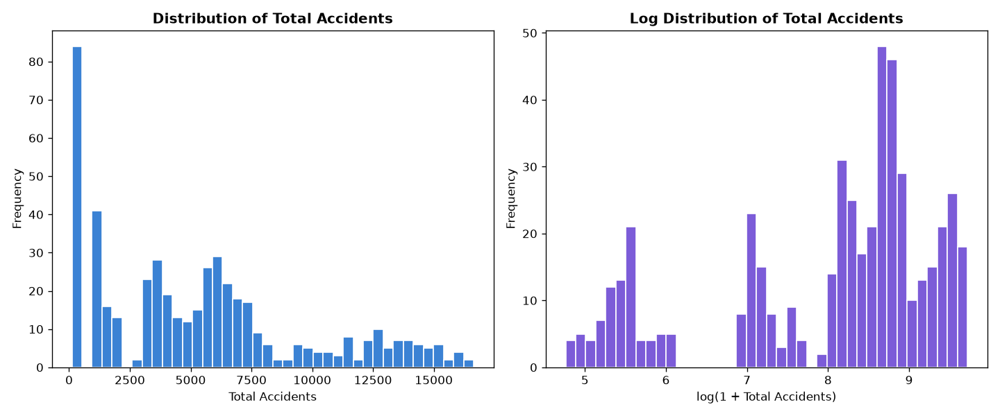 Distribution of Total Accidents
Frequency
80
70
60
50
40
30
20
10
0
0 2500 5000 7500 10000 12500 15000
Total Accidents
Log Distribution of Total Accidents
Frequency
50
40
30
20
10
0
5 6 7 8 9
log(1 + Total Accidents)